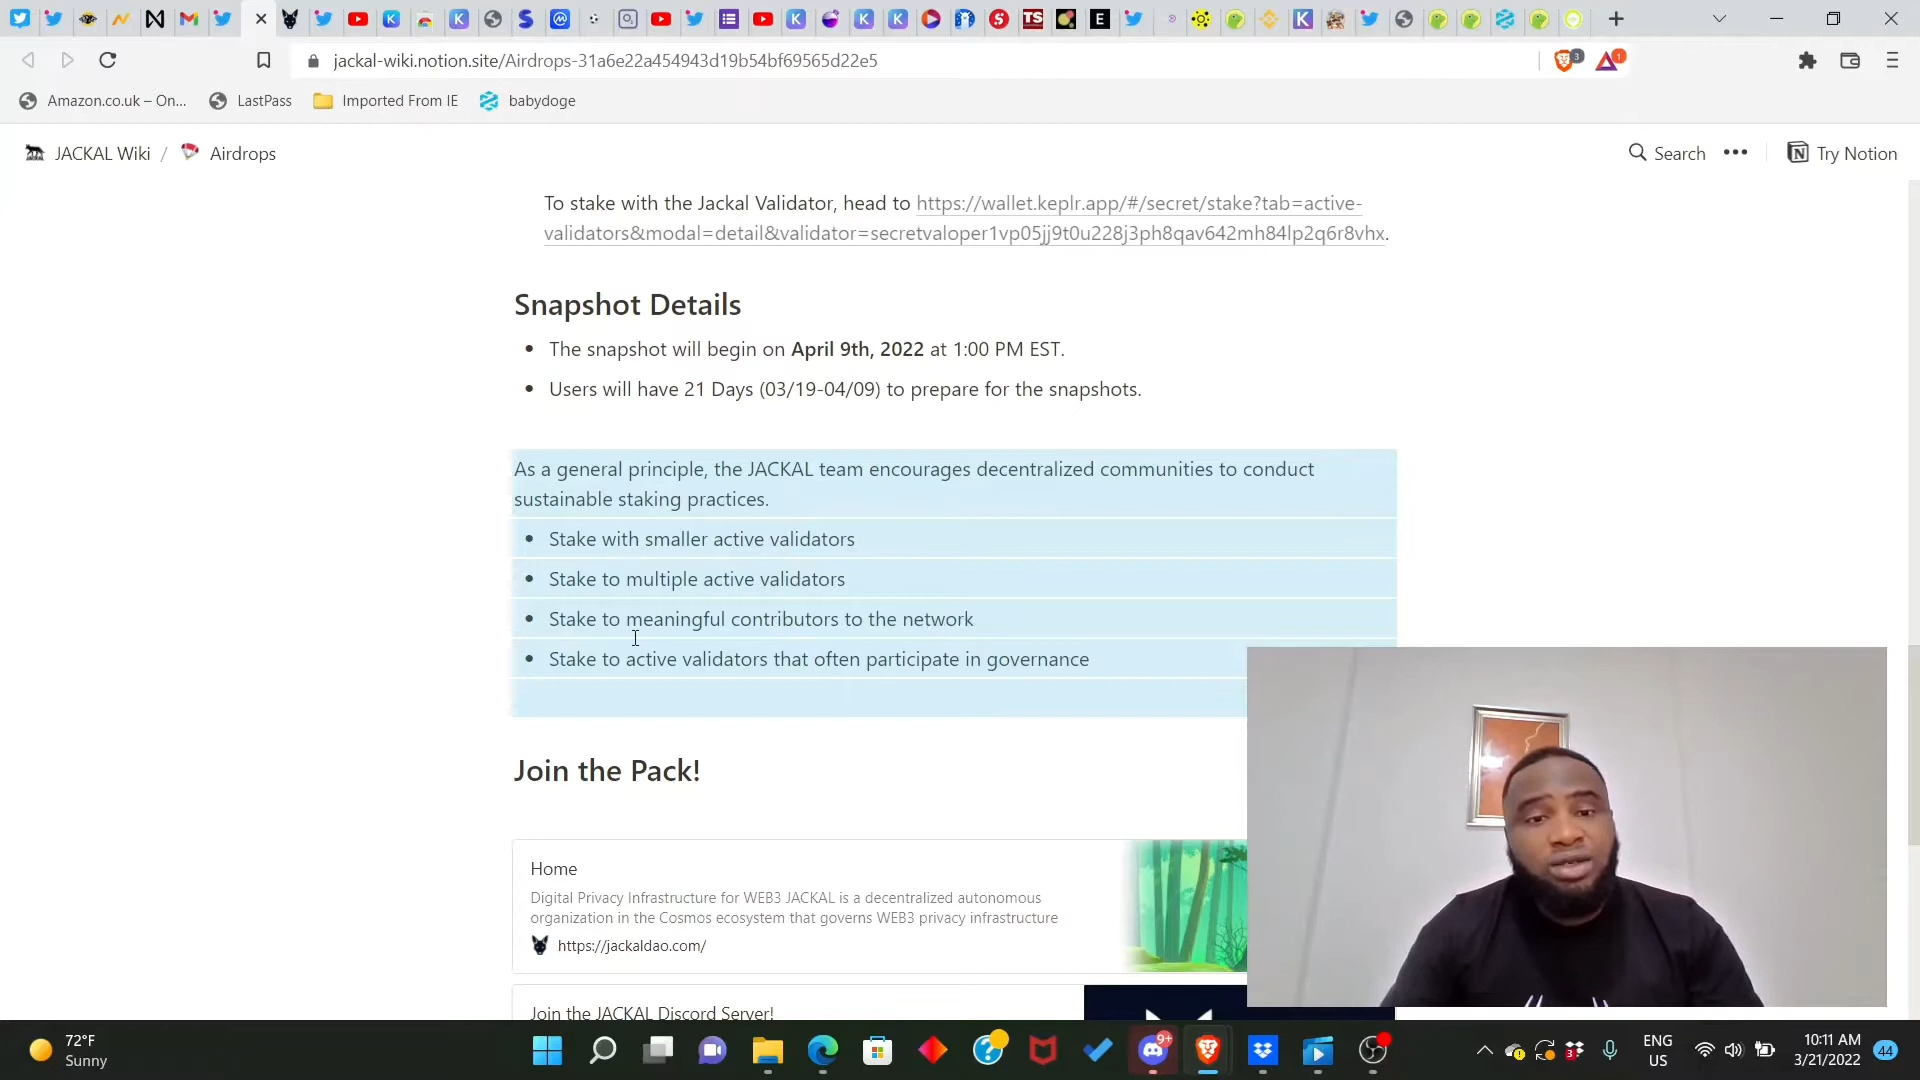 jackal-wiki.notion.site/Airdrops-31a6e22a454943d19b54bf69565d22e5
3
1
Amazon.co.uk – On...
LastPass
Imported From IE
babydoge
JACKAL Wiki / Airdrops
Search
Try Notion
To stake with the Jackal Validator, head to https://wallet.keplr.app/#/secret/stake?tab=active-
validators&modal=detail&validator=secretvaloper1vp05jj9t0u228j3ph8qav642mh84lp2q6r8vhx.
Snapshot Details
• The snapshot will begin on April 9th, 2022 at 1:00 PM EST.
• Users will have 21 Days (03/19-04/09) to prepare for the snapshots.
As a general principle, the JACKAL team encourages decentralized communities to conduct
sustainable staking practices.
• Stake with smaller active validators
• Stake to multiple active validators
• Stake to meaningful contributors to the network
• Stake to active validators that often participate in governance
Join the Pack!
Home
Digital Privacy Infrastructure for WEB3 JACKAL is a decentralized autonomous
organization in the Cosmos ecosystem that governs WEB3 privacy infrastructure
https://jackaldao.com/
Join the JACKAL Discord Server!
72°F
Sunny
9+
ENG
US
10:11 AM
3/21/2022
44